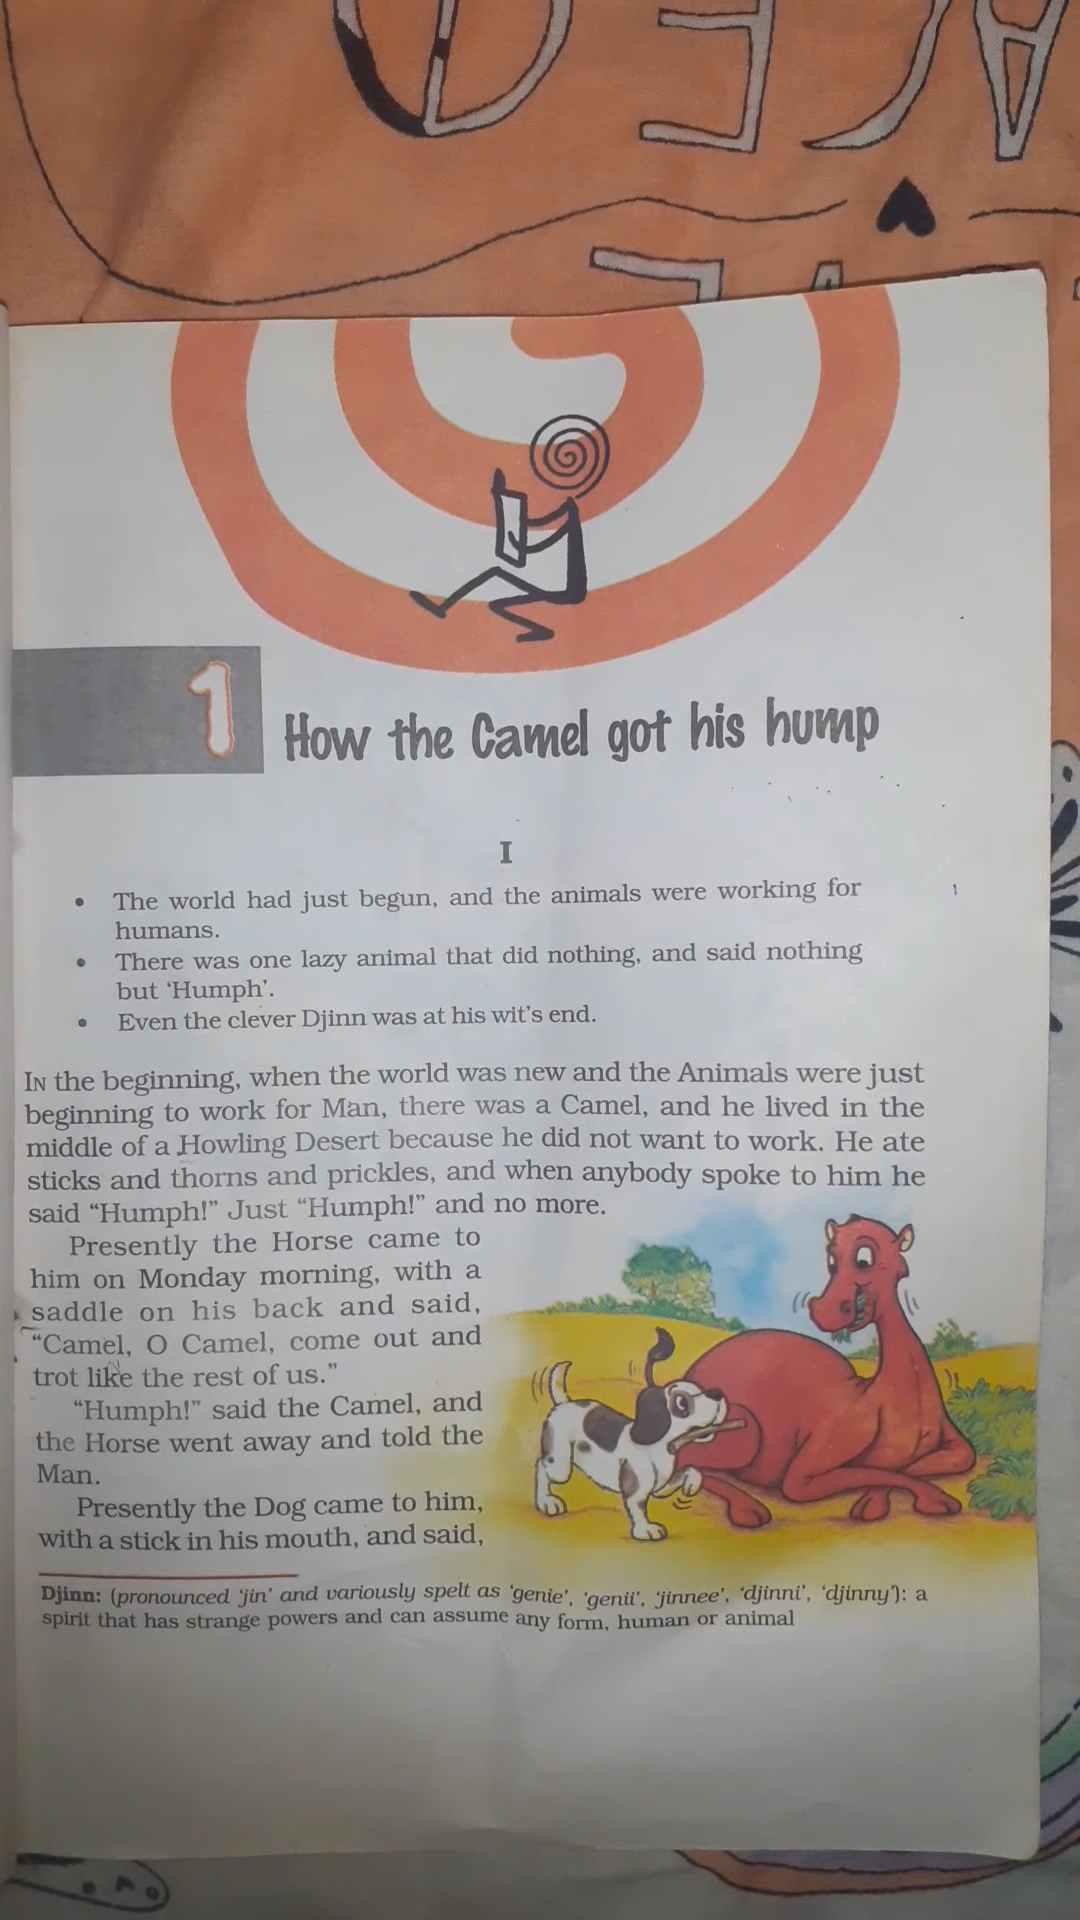 1
How the Camel got his hump
I
• The world had just begun, and the animals were working for
humans.
• There was one lazy animal that did nothing, and said nothing
but ‘Humph’.
• Even the clever Djinn was at his wit’s end.
IN the beginning, when the world was new and the Animals were just
beginning to work for Man, there was a Camel, and he lived in the
middle of a Howling Desert because he did not want to work. He ate
sticks and thorns and prickles, and when anybody spoke to him he
said “Humph!” Just “Humph!” and no more.
Presently the Horse came to
him on Monday morning, with a
saddle on his back and said,
“Camel, O Camel, come out and
trot like the rest of us.”
“Humph!” said the Camel, and
the Horse went away and told the
Man.
Presently the Dog came to him,
with a stick in his mouth, and said,
Djinn: (pronounced ‘jin’ and variously spelt as ‘genie’, ‘genii’, ‘jinnee’, ‘djinni’, ‘djinny’): a
spirit that has strange powers and can assume any form, human or animal